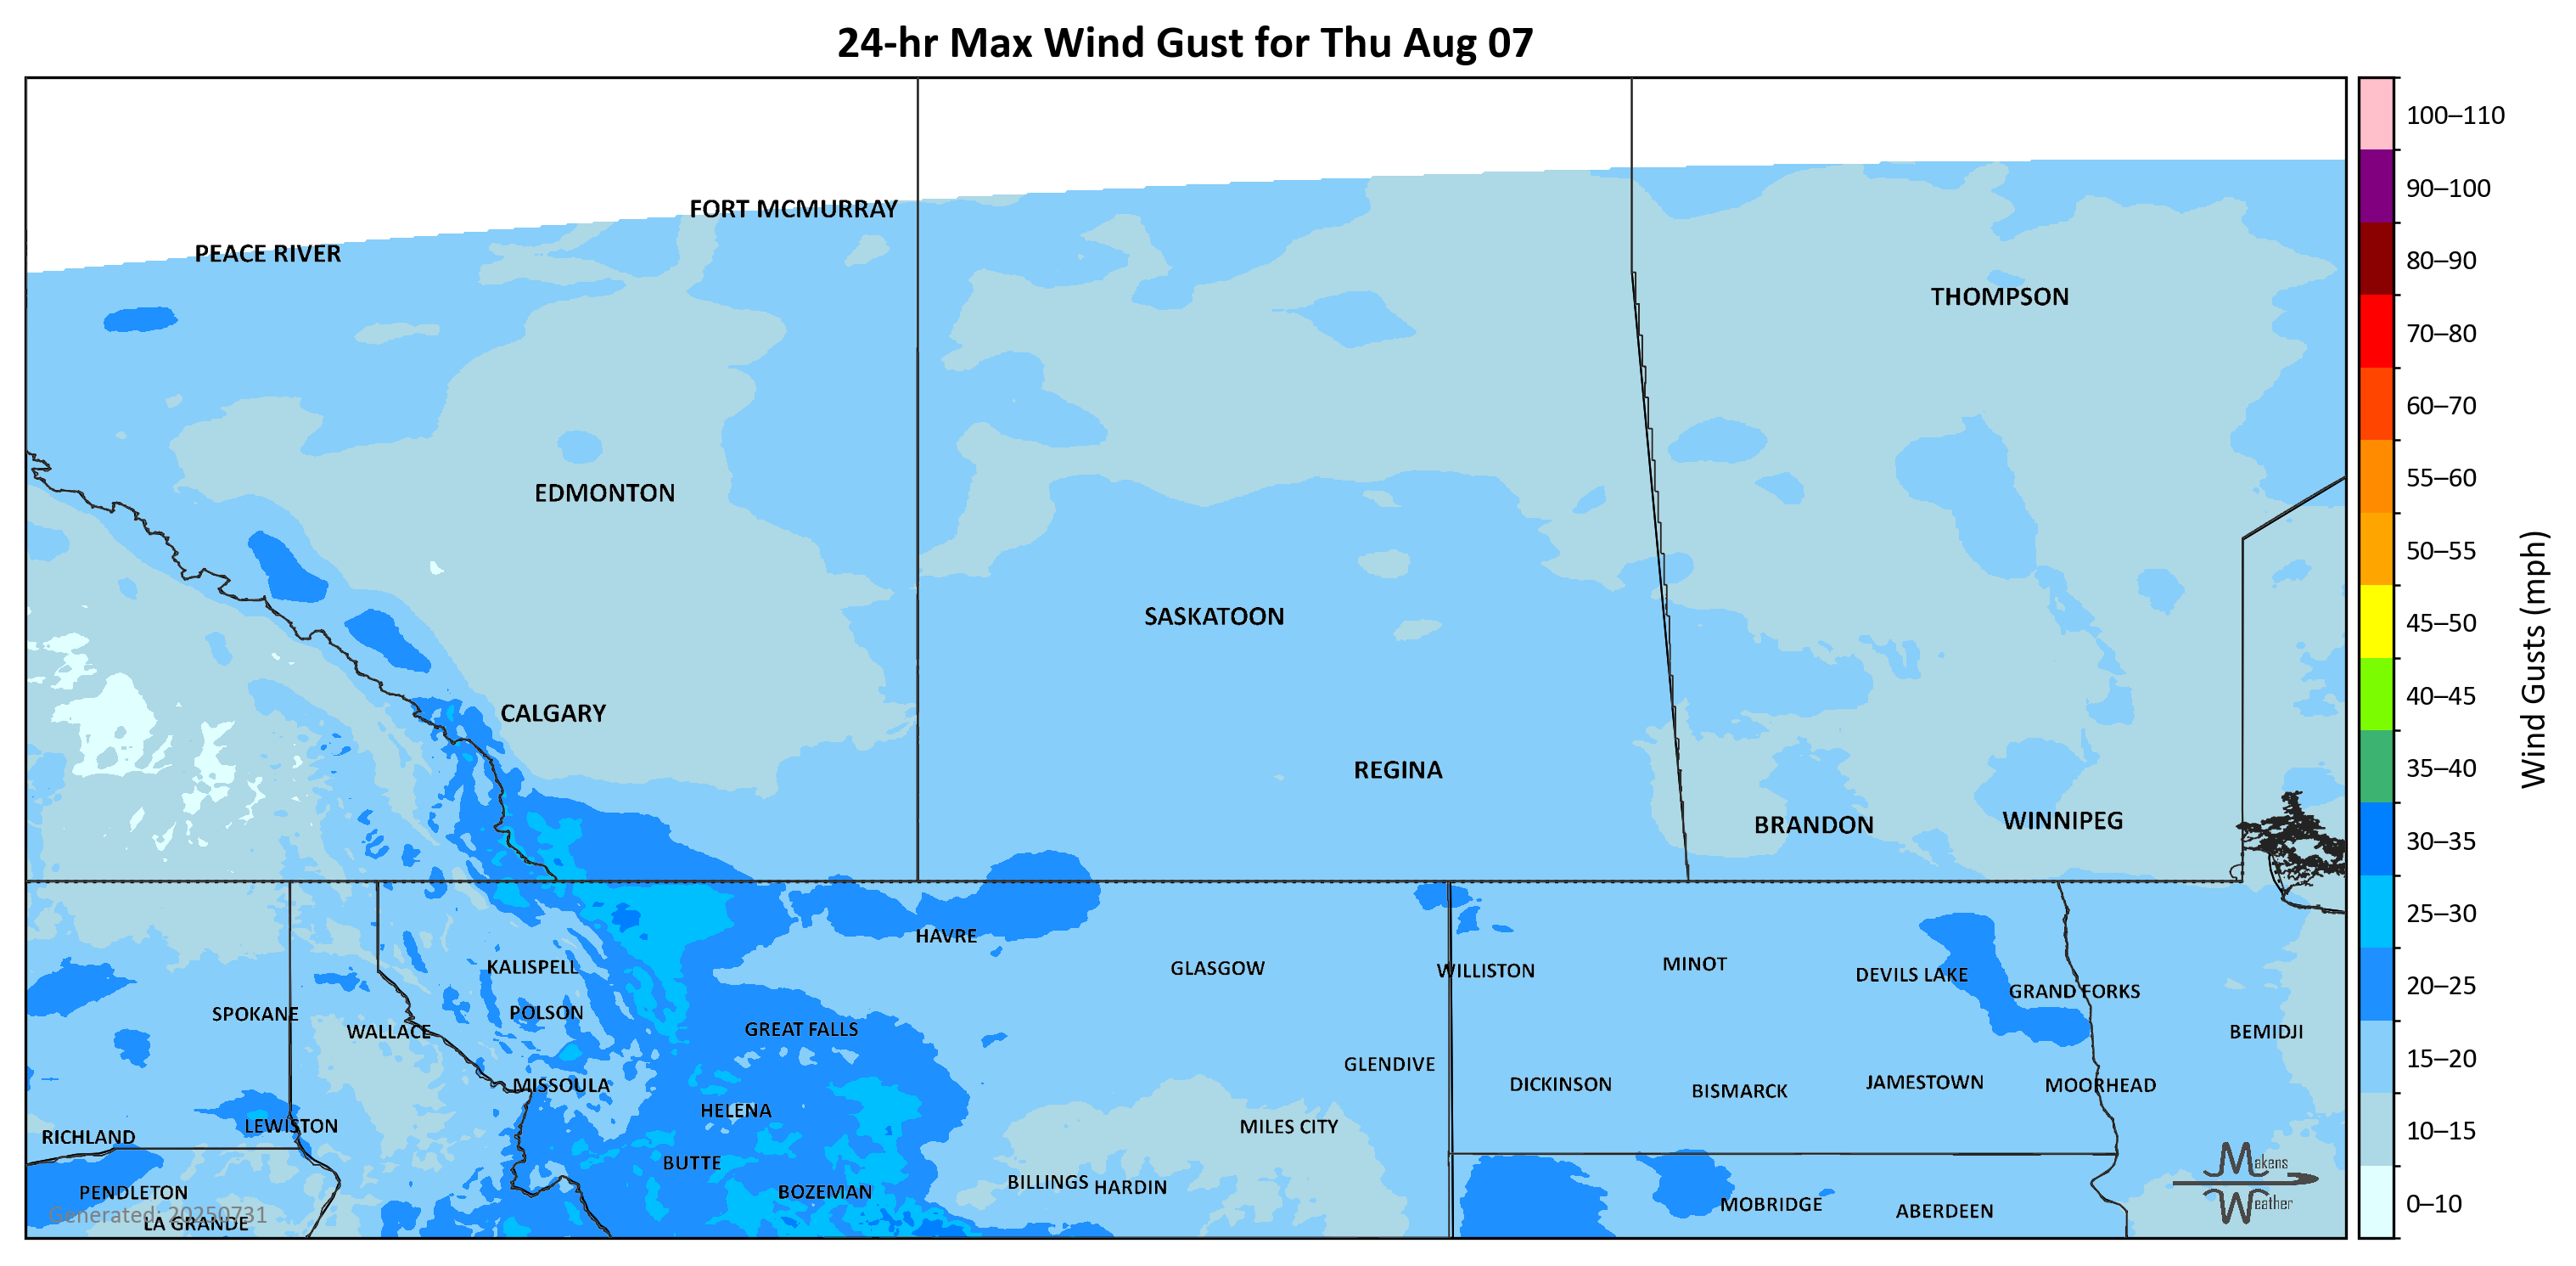 24-hr Max Wind Gust for Thu Aug 07
100–110
90–100
80–90
70–80
60–70
55–60
50–55
45–50
40–45
35–40
30–35
25–30
20–25
15–20
10–15
0–10
Wind Gusts (mph)
FORT MCMURRAY
PEACE RIVER
THOMPSON
EDMONTON
SASKATOON
CALGARY
REGINA
BRANDON
WINNIPEG
HAVRE
KALISPELL
GLASGOW
WILLISTON
MINOT
DEVILS LAKE
GRAND FORKS
SPOKANE
POLSON
WALLACE
GREAT FALLS
BEMIDJI
GLENDIVE
MISSOULA
DICKINSON
BISMARCK
JAMESTOWN
MOORHEAD
HELENA
LEWISTON
MILES CITY
RICHLAND
BUTTE
BILLINGS
HARDIN
PENDLETON
BOZEMAN
MOBRIDGE
ABERDEEN
Generated: 20250731
LA GRANDE
Makens
Weather